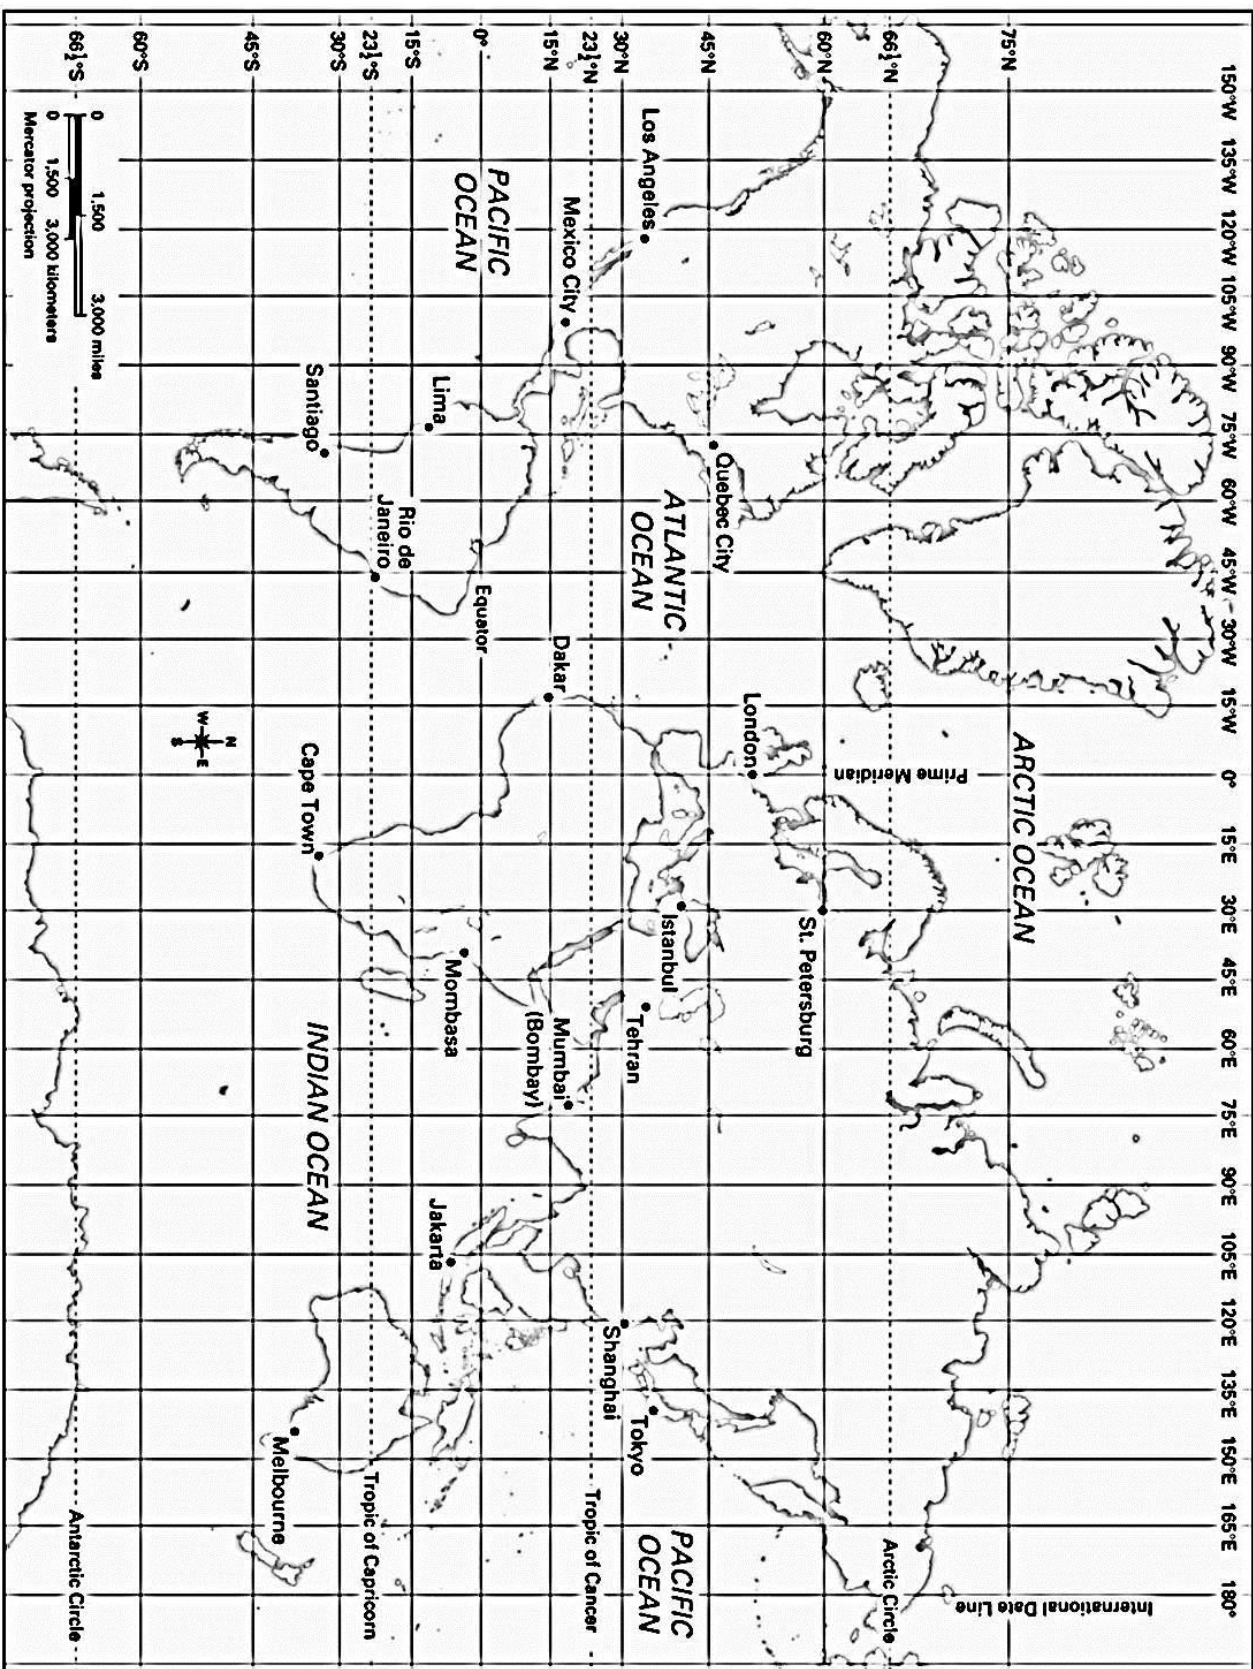 150°W
135°W
120°W
105°W
90°W
75°W
60°W
45°W
30°W
15°W
0°
15°E
30°E
45°E
60°E
75°E
90°E
105°E
120°E
135°E
150°E
165°E
180°
75°N
66½°N
60°N
45°N
30°N
23½°N
15°N
0°
15°S
23½°S
30°S
45°S
60°S
66½°S
ARCTIC OCEAN
Prime Meridian
International Date Line
Arctic Circle
St. Petersburg
London
Quebec City
ATLANTIC
OCEAN
Istanbul
Tehran
Los Angeles
Tokyo
Shanghai
PACIFIC
OCEAN
Tropic of Cancer
Mexico City
Dakar
Mumbai
(Bombay)
PACIFIC
OCEAN
Equator
Mombasa
Lima
Jakarta
Rio de
Janeiro
Tropic of Capricorn
Santiago
Cape Town
INDIAN OCEAN
Melbourne
N
W
E
S
Antarctic Circle
0 1,500 3,000 miles
0 1,500 3,000 kilometers
Mercator projection